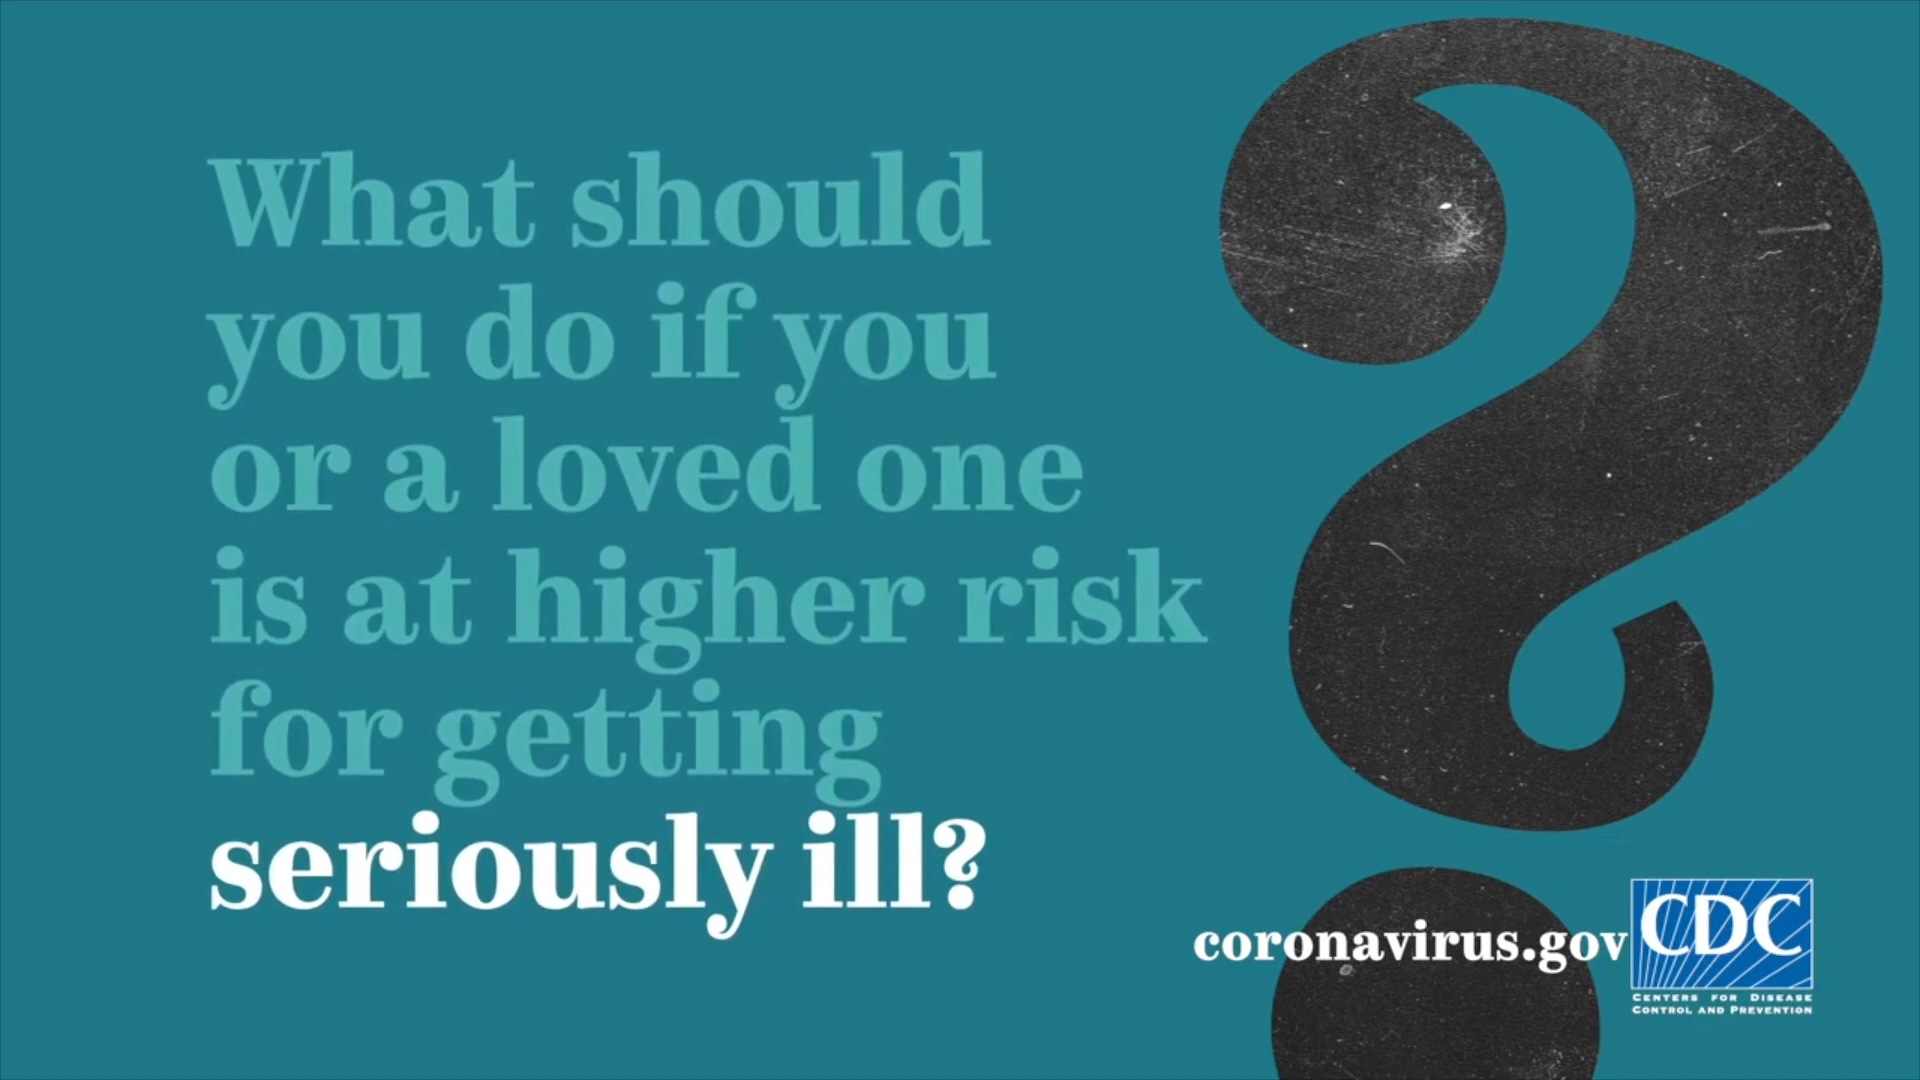 What should
you do if you
or a loved one
is at higher risk
for getting
seriously ill?
coronavirus.gov
CDC
CENTERS FOR DISEASE
CONTROL AND PREVENTION